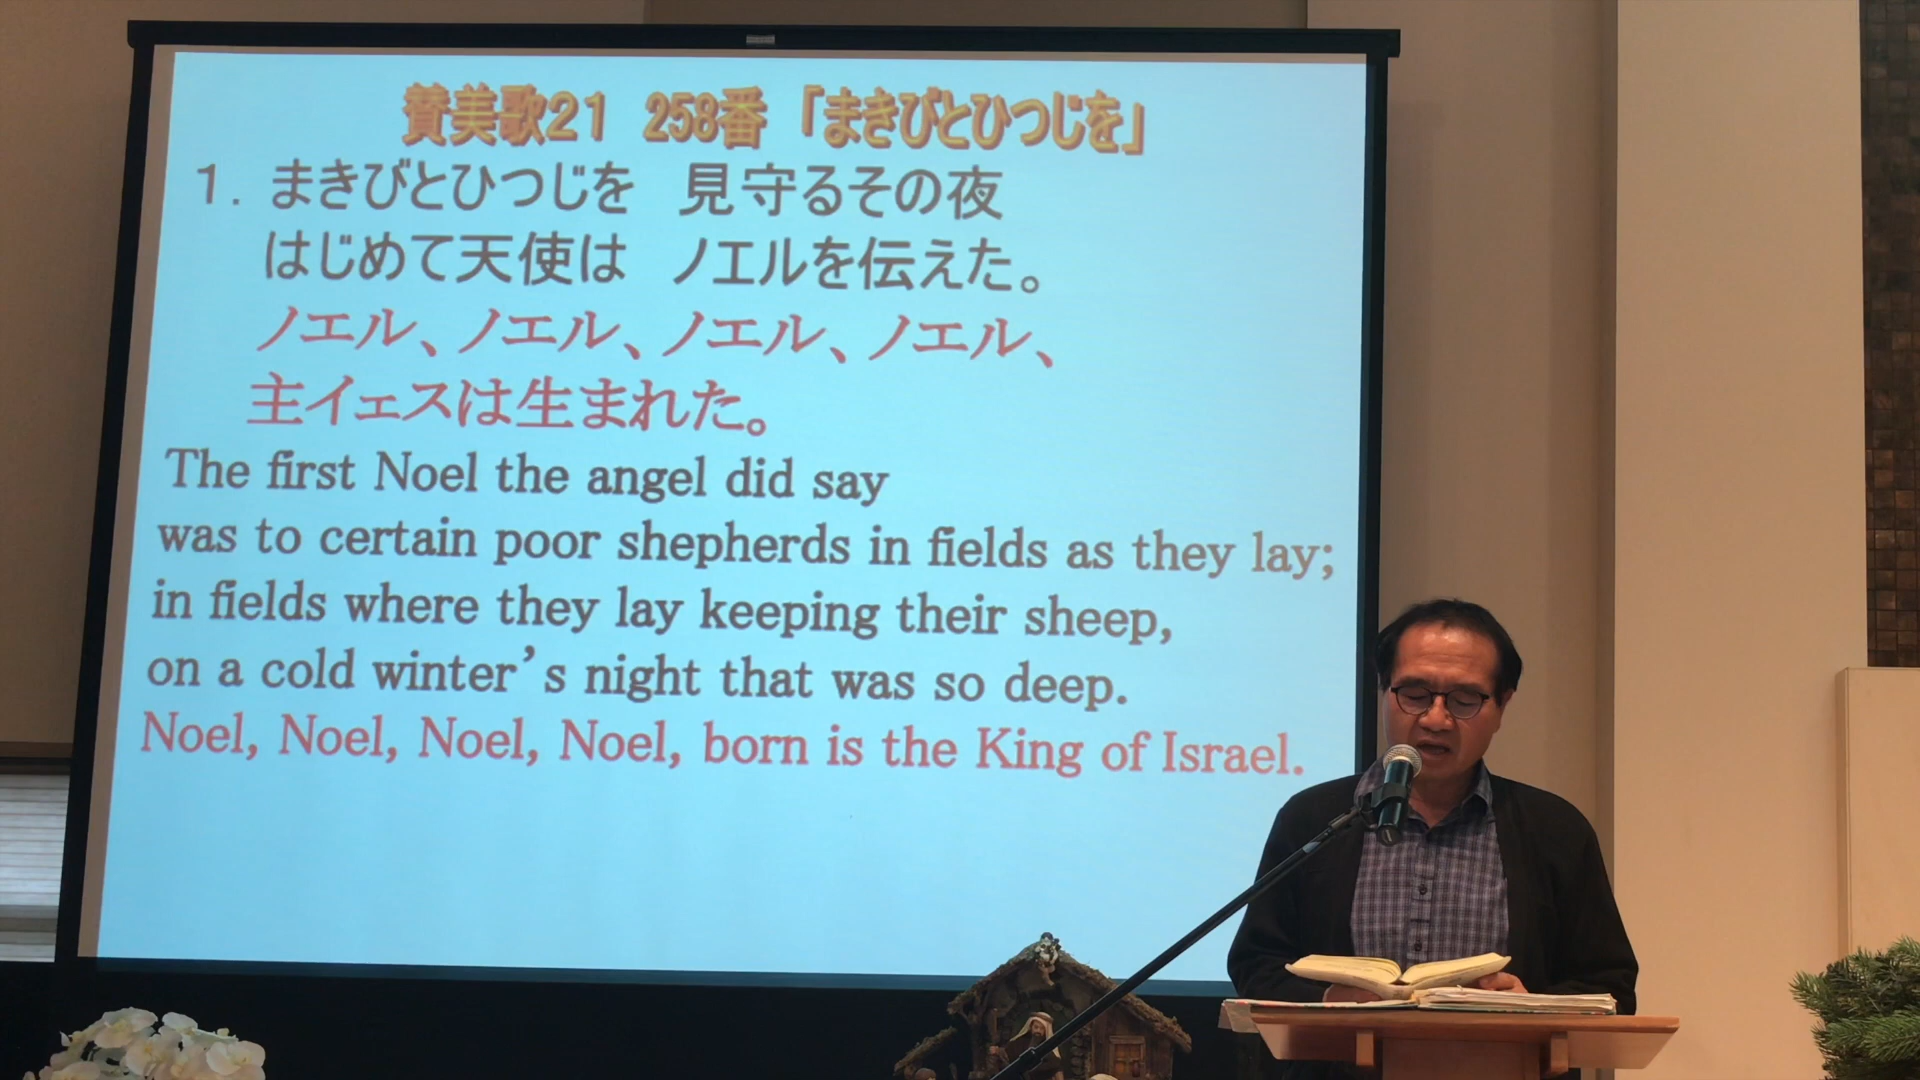 賛美歌21 258番 「まきびとひつじを」
1. まきびとひつじを 見守るその夜
はじめて天使は ノエルを伝えた。
ノエル、ノエル、ノエル、ノエル、
主イェスは生まれた。
The first Noel the angel did say
was to certain poor shepherds in fields as they lay;
in fields where they lay keeping their sheep,
on a cold winter’s night that was so deep.
Noel, Noel, Noel, Noel, born is the King of Israel.